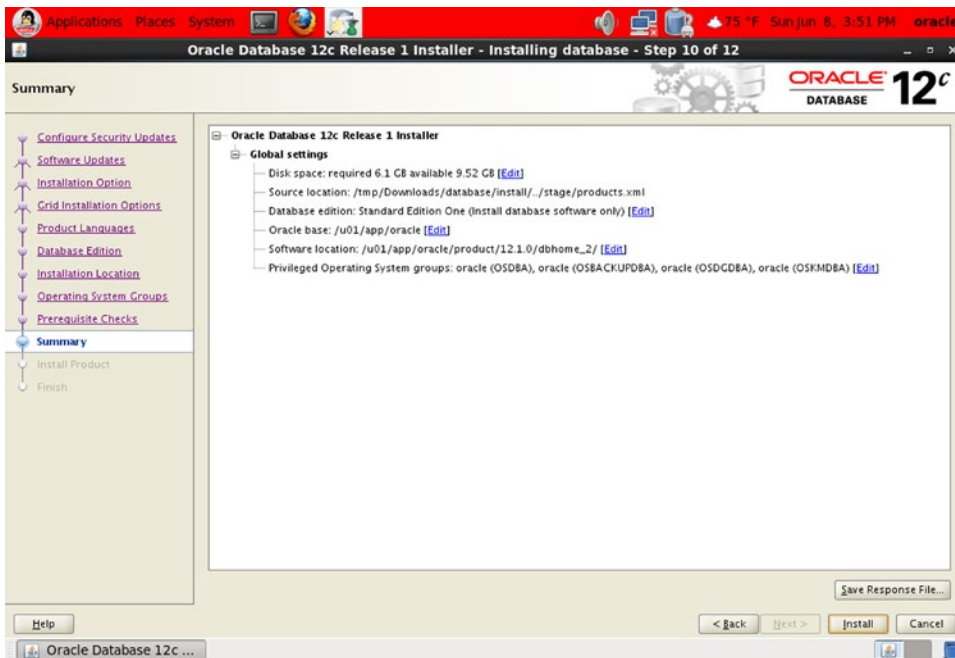 Applications Places System 75 °F Sun Jun 8, 3:51 PM oracle
Oracle Database 12c Release 1 Installer - Installing database - Step 10 of 12
Summary
ORACLE
DATABASE
12c
Configure Security Updates
Software Updates
Installation Option
Grid Installation Options
Product Languages
Database Edition
Installation Location
Operating System Groups
Prerequisite Checks
Summary
Install Product
Finish
Oracle Database 12c Release 1 Installer
Global settings
Disk space: required 6.1 GB available 9.52 GB [Edit]
Source location: /tmp/Downloads/database/install/../stage/products.xml
Database edition: Standard Edition One (Install database software only) [Edit]
Oracle base: /u01/app/oracle [Edit]
Software location: /u01/app/oracle/product/12.1.0/dbhome_2/ [Edit]
Privileged Operating System groups: oracle (OSDBA), oracle (OSBACKUPDBA), oracle (OSDGDBA), oracle (OSKMDBA) [Edit]
Save Response File...
Help < Back Next > Install Cancel
Oracle Database 12c ...